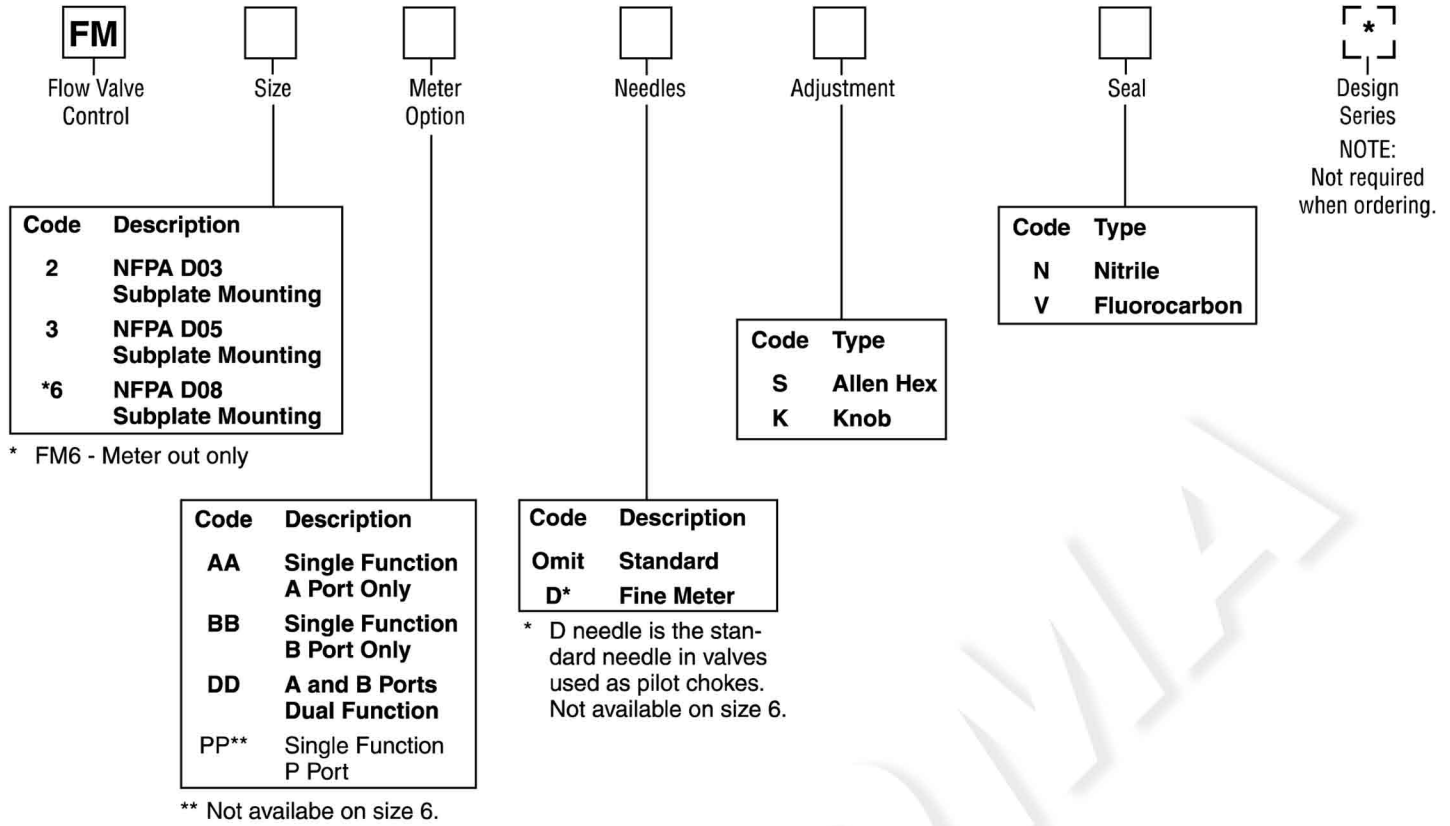 FM
*
Flow Valve
Control
Size
Meter
Option
Needles
Adjustment
Seal
Design
Series
NOTE:
Not required
when ordering.
Code Description
2 NFPA D03
Subplate Mounting
3 NFPA D05
Subplate Mounting
*6 NFPA D08
Subplate Mounting
* FM6 - Meter out only
Code Description
AA Single Function
A Port Only
BB Single Function
B Port Only
DD A and B Ports
Dual Function
PP** Single Function
P Port
** Not availabe on size 6.
Code Description
Omit Standard
D* Fine Meter
* D needle is the stan-
dard needle in valves
used as pilot chokes.
Not available on size 6.
Code Type
S Allen Hex
K Knob
Code Type
N Nitrile
V Fluorocarbon